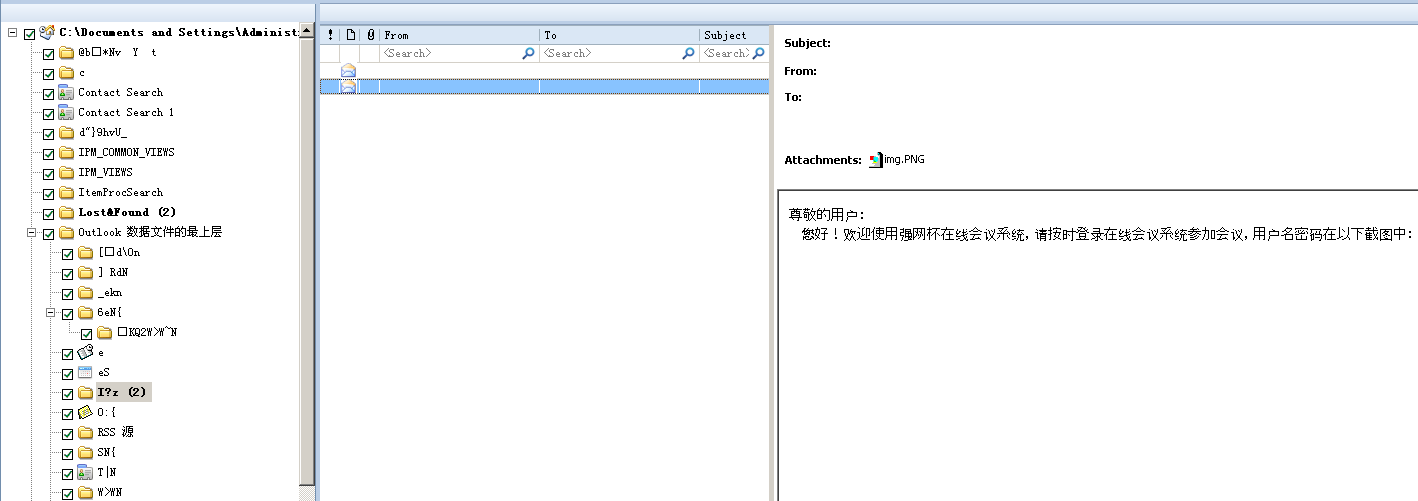 C:\Documents and Settings\Administ
@b□*Nv Y t
c
Contact Search
Contact Search 1
d"}9hvU_
IPM_COMMON_VIEWS
IPM_VIEWS
ItemProcSearch
Lost&Found (2)
Outlook 数据文件的最上层
[□d\On
] RdN
_ekn
6eN{
□KQ2W>W~N
e
eS
I?z (2)
O:{
RSS 源
SN{
T|N
W>WN
! From To Subject
<Search> <Search> <Search>
Subject:
From:
To:
Attachments: img.PNG
尊敬的用户:
您好！欢迎使用强网杯在线会议系统, 请按时登录在线会议系统参加会议, 用户名密码在以下截图中: